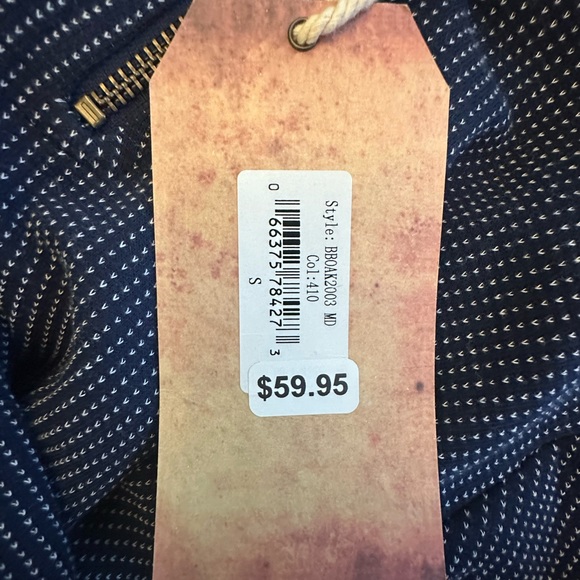 Style: BBOAK2003 MD
Col:410
0 66375 78427 3
S
$59.95